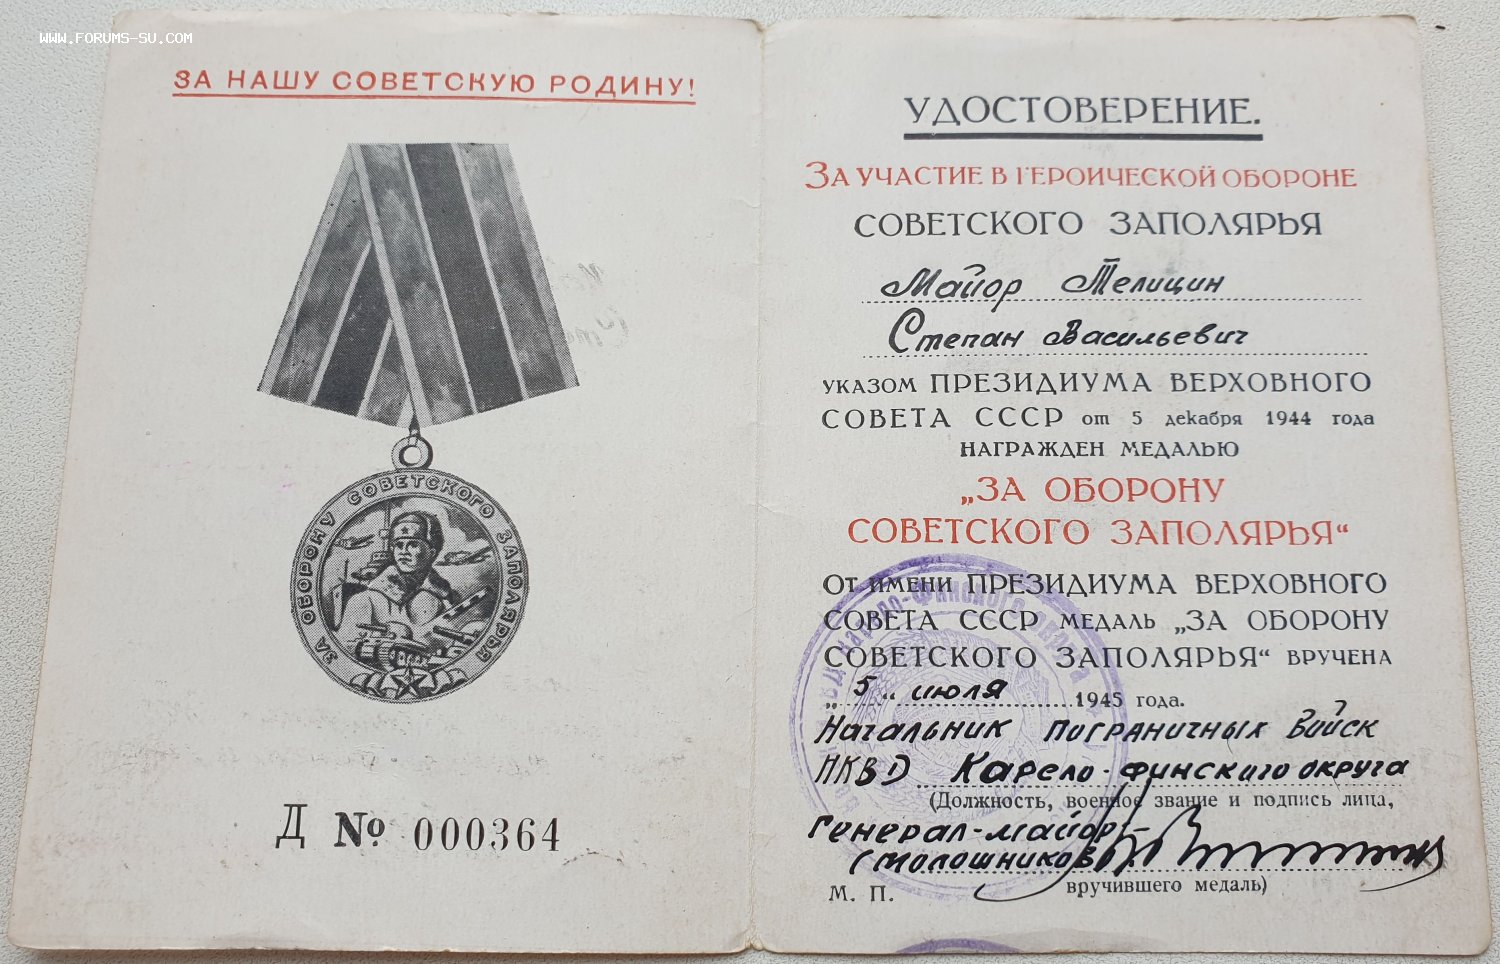 WWW.FORUMS-SU.COM
ЗА НАШУ СОВЕТСКУЮ РОДИНУ!
ЗА ОБОРОНУ СОВЕТСКОГО ЗАПОЛЯРЬЯ
Д № 000364
УДОСТОВЕРЕНИЕ.
ЗА УЧАСТИЕ В ГЕРОИЧЕСКОЙ ОБОРОНЕ
СОВЕТСКОГО ЗАПОЛЯРЬЯ
Майор Телицин
Степан Васильевич
УКАЗОМ ПРЕЗИДИУМА ВЕРХОВНОГО
СОВЕТА СССР от 5 декабря 1944 года
НАГРАЖДЕН МЕДАЛЬЮ
„ЗА ОБОРОНУ
СОВЕТСКОГО ЗАПОЛЯРЬЯ“
ОТ ИМЕНИ ПРЕЗИДИУМА ВЕРХОВНОГО
СОВЕТА СССР МЕДАЛЬ „ЗА ОБОРОНУ
СОВЕТСКОГО ЗАПОЛЯРЬЯ“ ВРУЧЕНА
„5„ июля 1945 года.
Начальник Пограничных Войск
НКВD Карело-финского округа
(Должность, военное звание и подпись лица,
Генерал-майор-
(Молошников)
М. П. вручившего медаль)